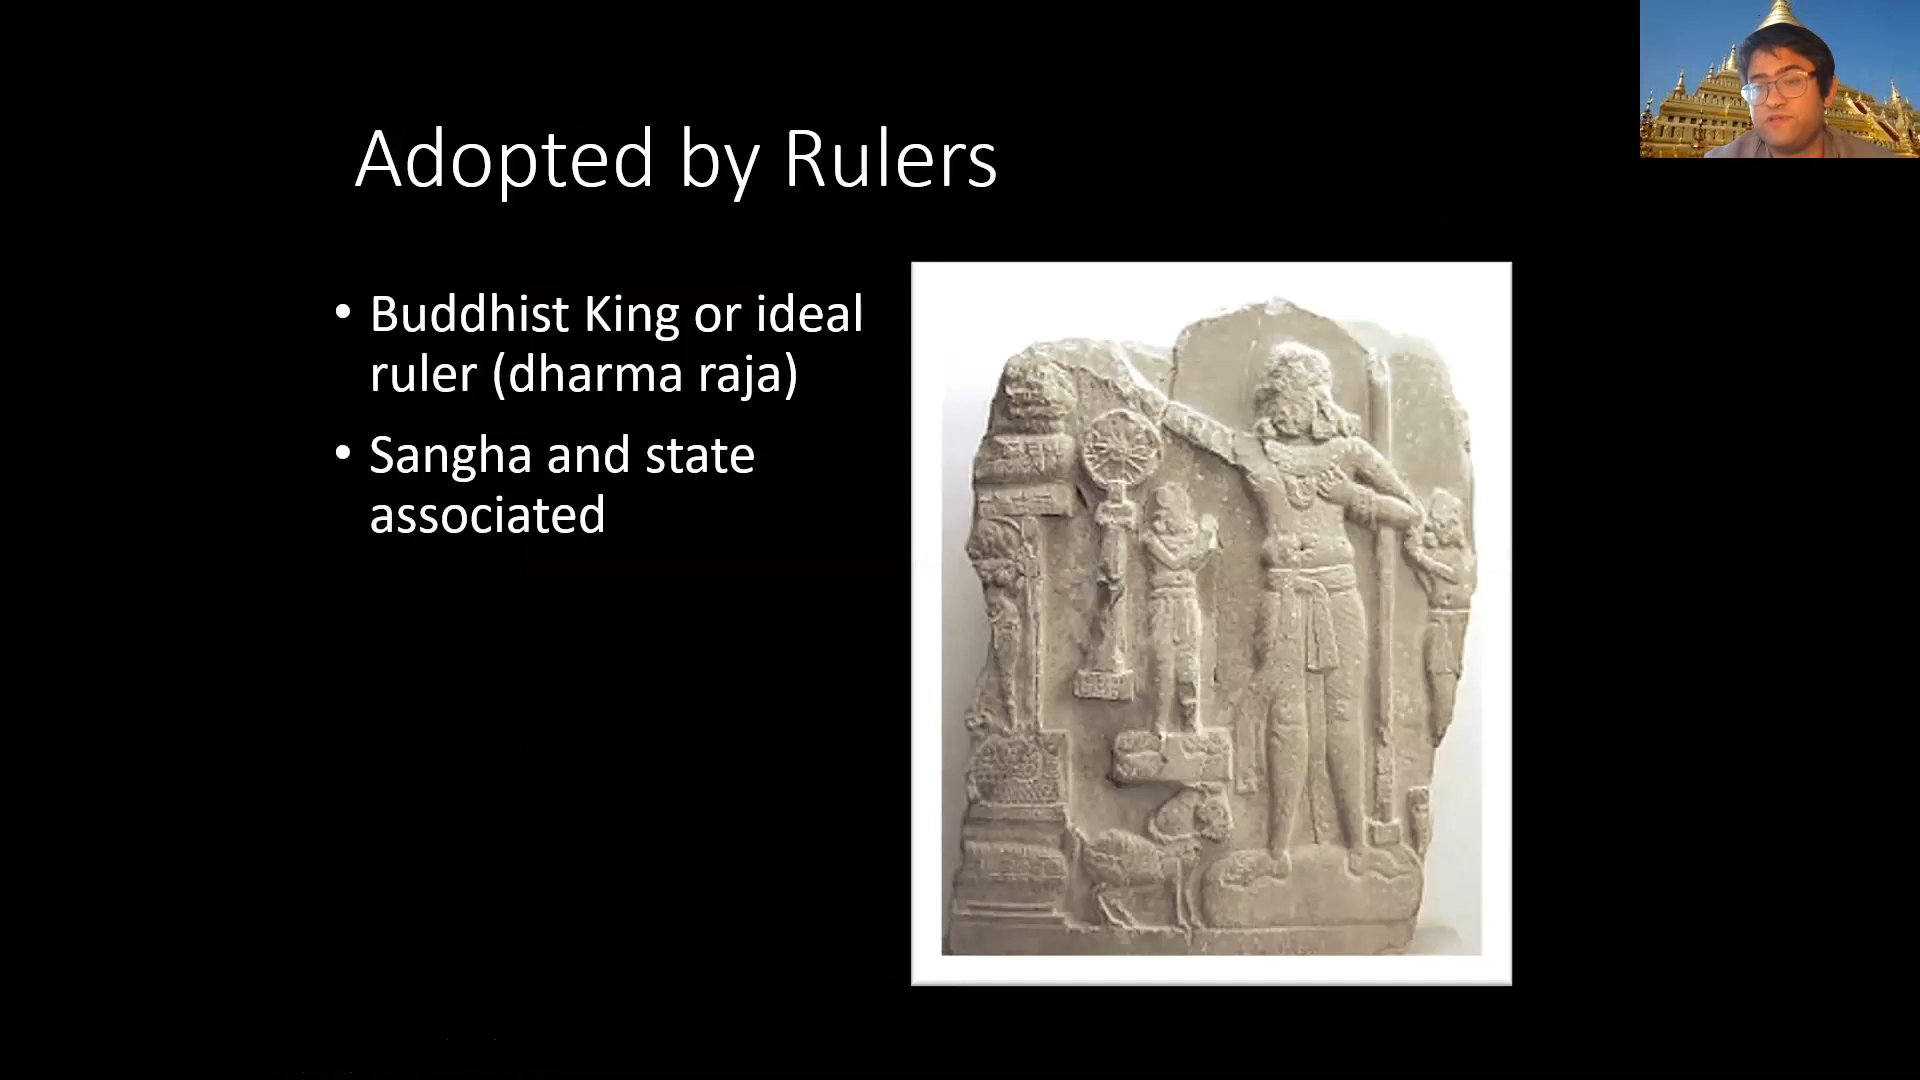 Adopted by Rulers
• Buddhist King or ideal
ruler (dharma raja)
• Sangha and state
associated